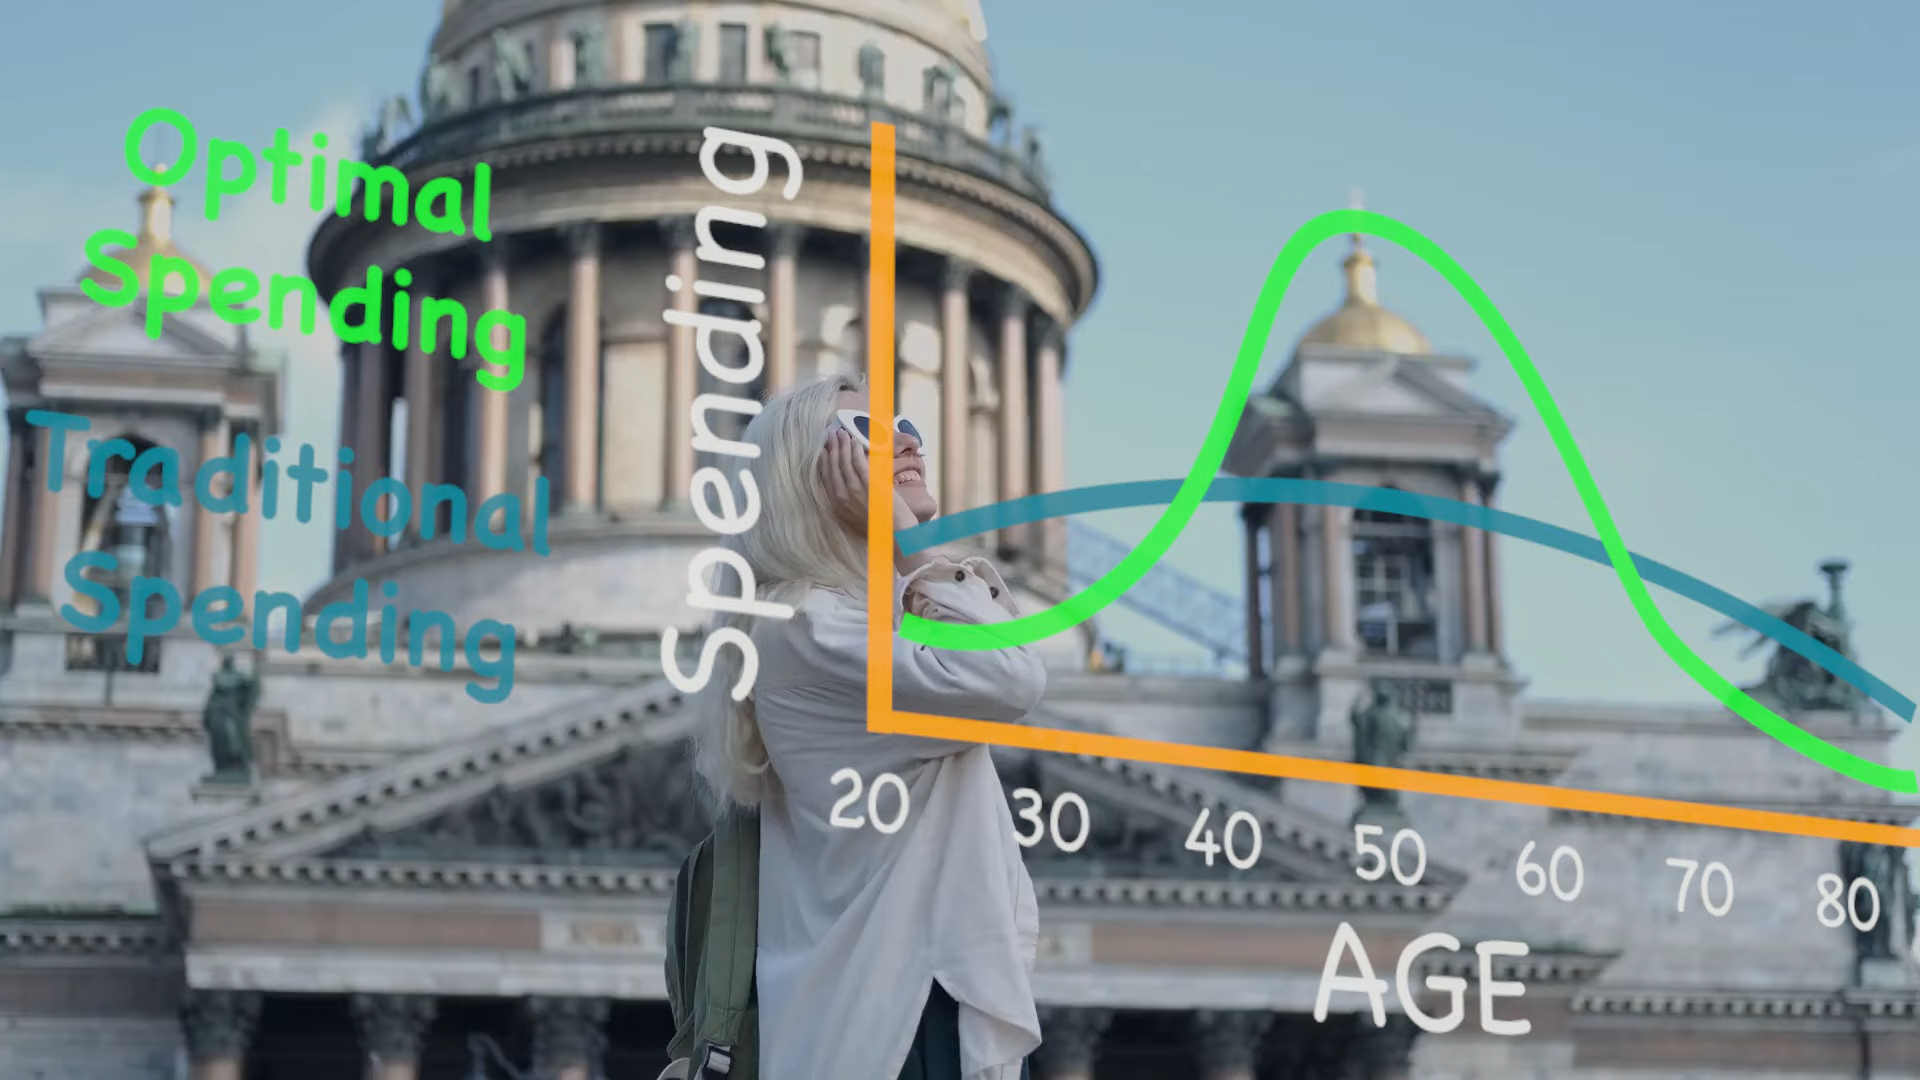 Optimal
Spending
Traditional
Spending
Spending
20 30 40 50 60 70 80
AGE